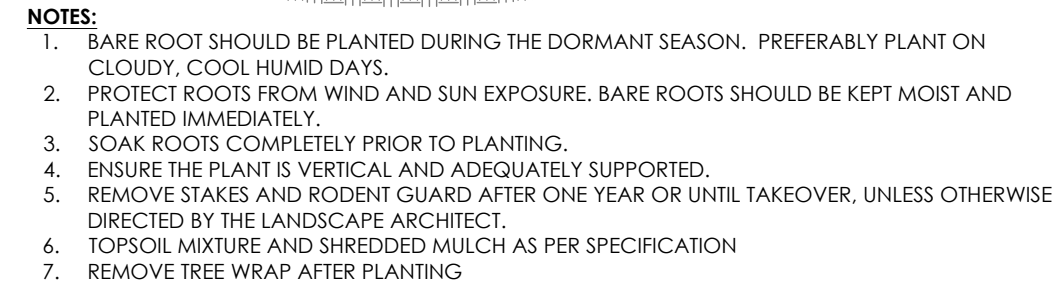 NOTES:
1. BARE ROOT SHOULD BE PLANTED DURING THE DORMANT SEASON. PREFERABLY PLANT ON
CLOUDY, COOL HUMID DAYS.
2. PROTECT ROOTS FROM WIND AND SUN EXPOSURE. BARE ROOTS SHOULD BE KEPT MOIST AND
PLANTED IMMEDIATELY.
3. SOAK ROOTS COMPLETELY PRIOR TO PLANTING.
4. ENSURE THE PLANT IS VERTICAL AND ADEQUATELY SUPPORTED.
5. REMOVE STAKES AND RODENT GUARD AFTER ONE YEAR OR UNTIL TAKEOVER, UNLESS OTHERWISE
DIRECTED BY THE LANDSCAPE ARCHITECT.
6. TOPSOIL MIXTURE AND SHREDDED MULCH AS PER SPECIFICATION
7. REMOVE TREE WRAP AFTER PLANTING